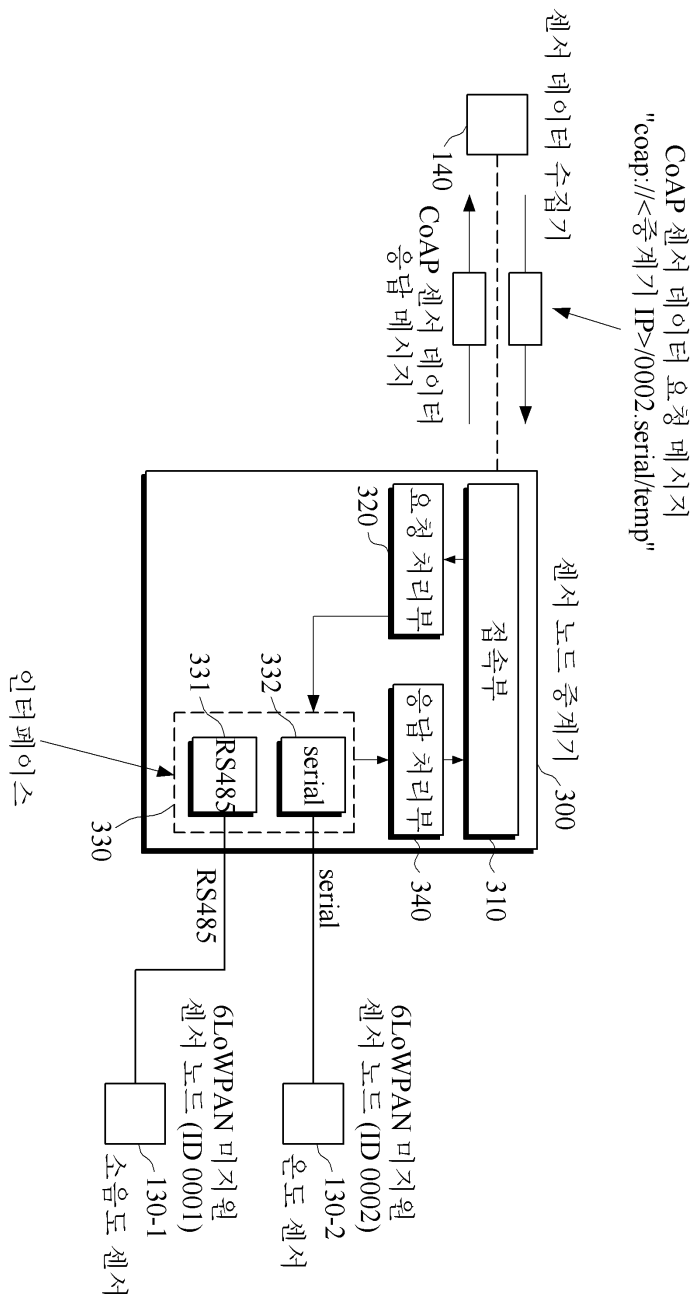 CoAP 센서 데이터 요청 메시지
"coap://<중계기 IP>/0002.serial/temp"
센서 데이터 수집기
140
CoAP 센서 데이터
응답 메시지
센서 노드 중계기
300
접속부
310
요청 처리부
320
응답 처리부
340
serial
332
RS485
331
인터페이스
330
serial
RS485
6LoWPAN 미지원
센서 노드 (ID 0002)
130-2
온도 센서
6LoWPAN 미지원
센서 노드 (ID 0001)
130-1
소음도 센서